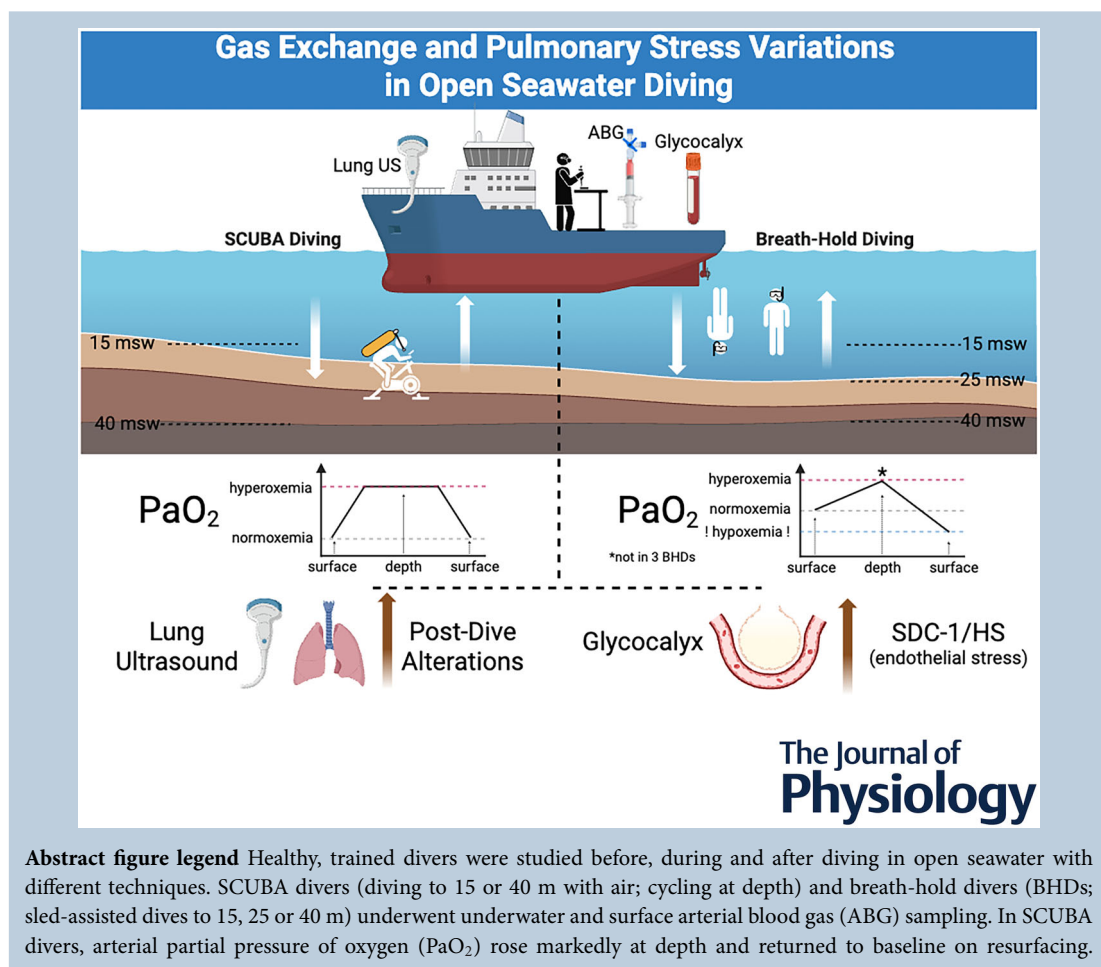 Gas Exchange and Pulmonary Stress Variations
in Open Seawater Diving
Lung US
ABG
Glycocalyx
SCUBA Diving
Breath-Hold Diving
15 msw
40 msw
15 msw
25 msw
40 msw
PaO₂
hyperoxemia
normoxemia
surface depth surface
PaO₂
*not in 3 BHDs
*
hyperoxemia
normoxemia
! hypoxemia !
surface depth surface
Lung
Ultrasound
Post-Dive
Alterations
Glycocalyx
SDC-1/HS
(endothelial stress)
The Journal of
Physiology
Abstract figure legend Healthy, trained divers were studied before, during and after diving in open seawater with
different techniques. SCUBA divers (diving to 15 or 40 m with air; cycling at depth) and breath-hold divers (BHDs;
sled-assisted dives to 15, 25 or 40 m) underwent underwater and surface arterial blood gas (ABG) sampling. In SCUBA
divers, arterial partial pressure of oxygen (PaO₂) rose markedly at depth and returned to baseline on resurfacing.